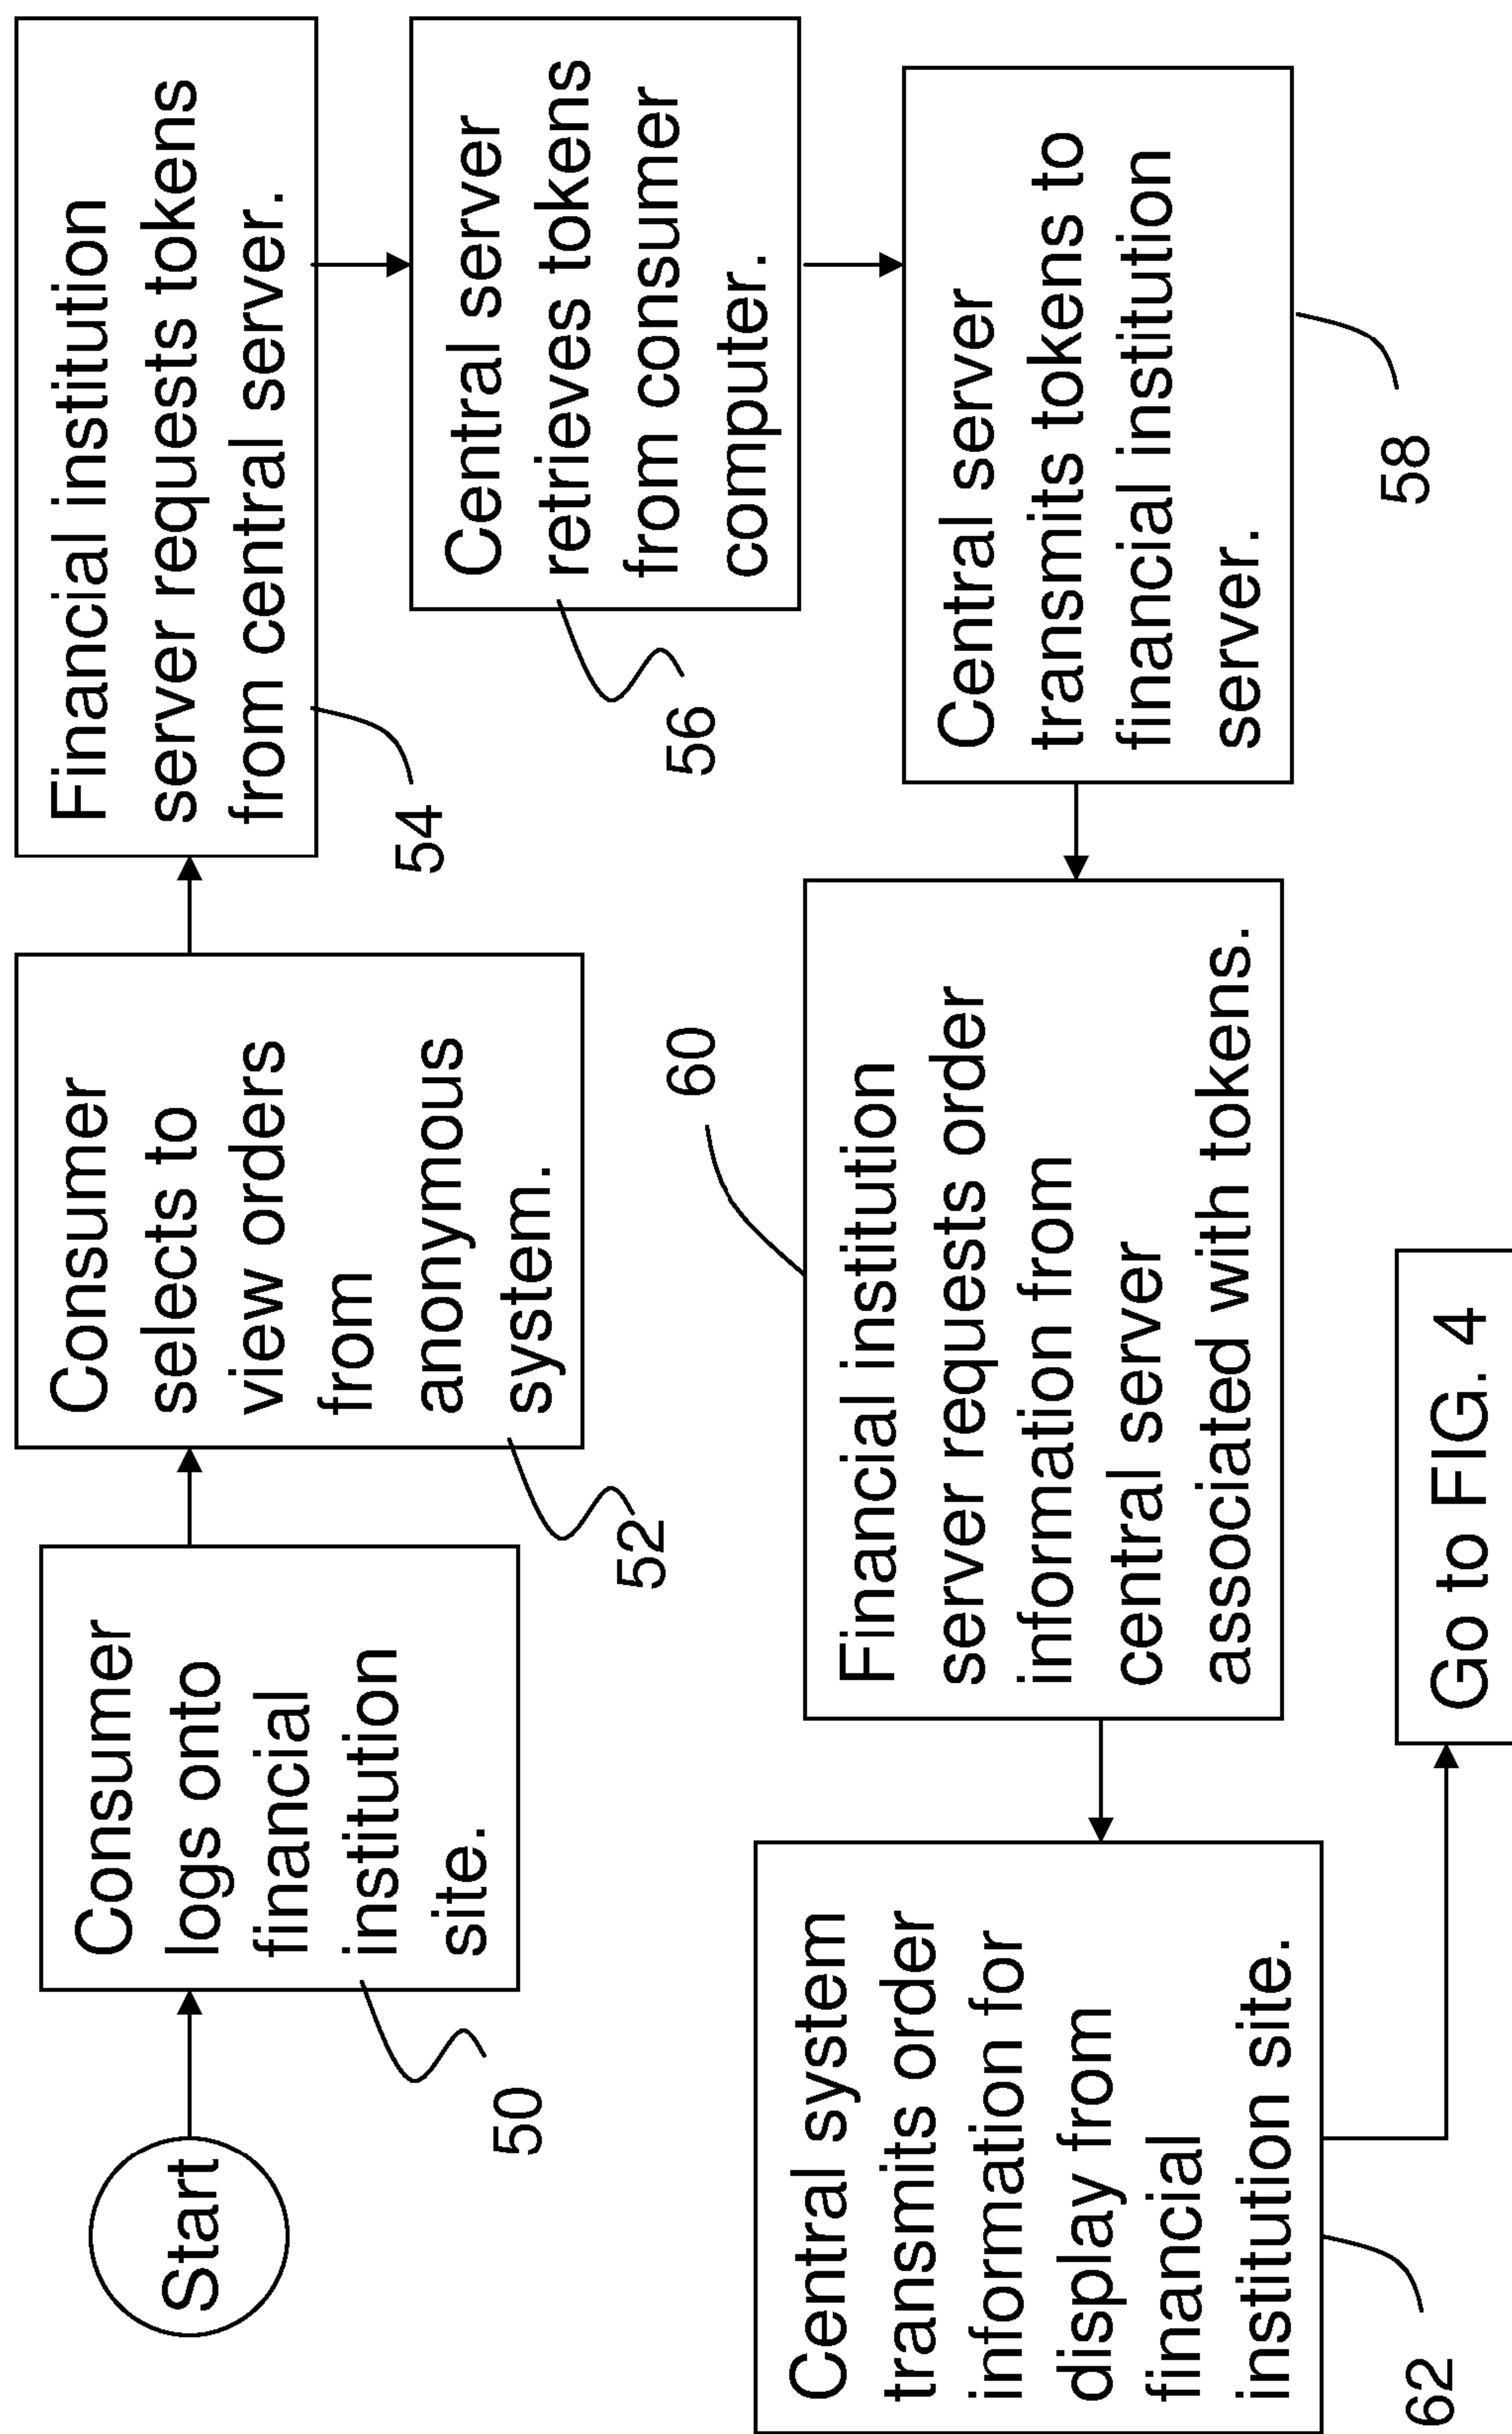 Start
Consumer
logs onto
financial
institution
site.
50
Consumer
selects to
view orders
from
anonymous
system.
52
Financial institution
server requests tokens
from central server.
54
Central server
retrieves tokens
from consumer
computer.
56
Central server
transmits tokens to
financial institution
server.
58
Financial institution
server requests order
information from
central server
associated with tokens.
60
Central system
transmits order
information for
display from
financial
institution site.
62
Go to FIG. 4